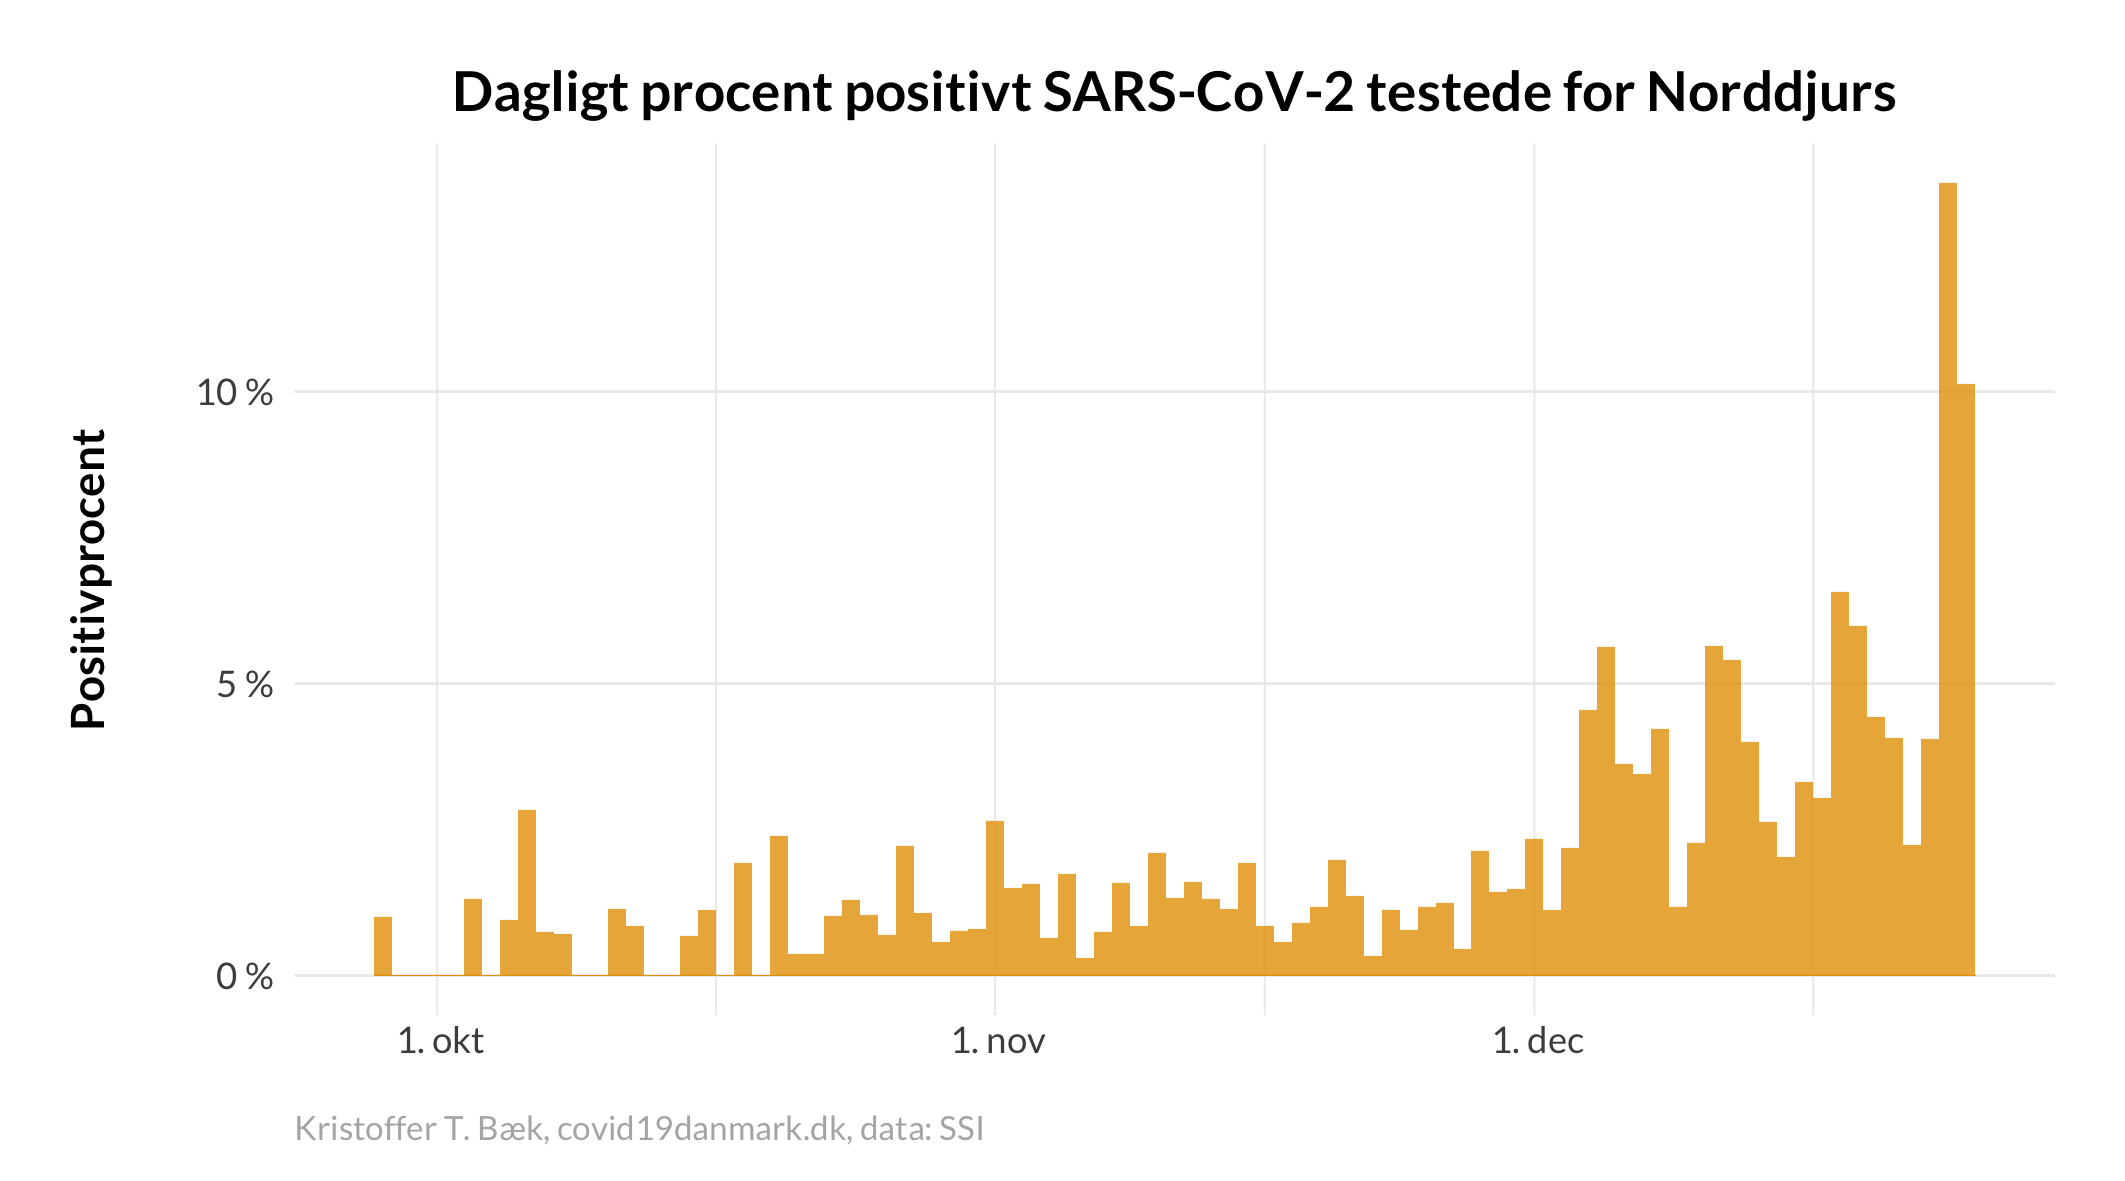 Dagligt procent positivt SARS-CoV-2 testede for Norddjurs
Positivprocent
10 %
5 %
0 %
1. okt
1. nov
1. dec
Kristoffer T. Bæk, covid19danmark.dk, data: SSI